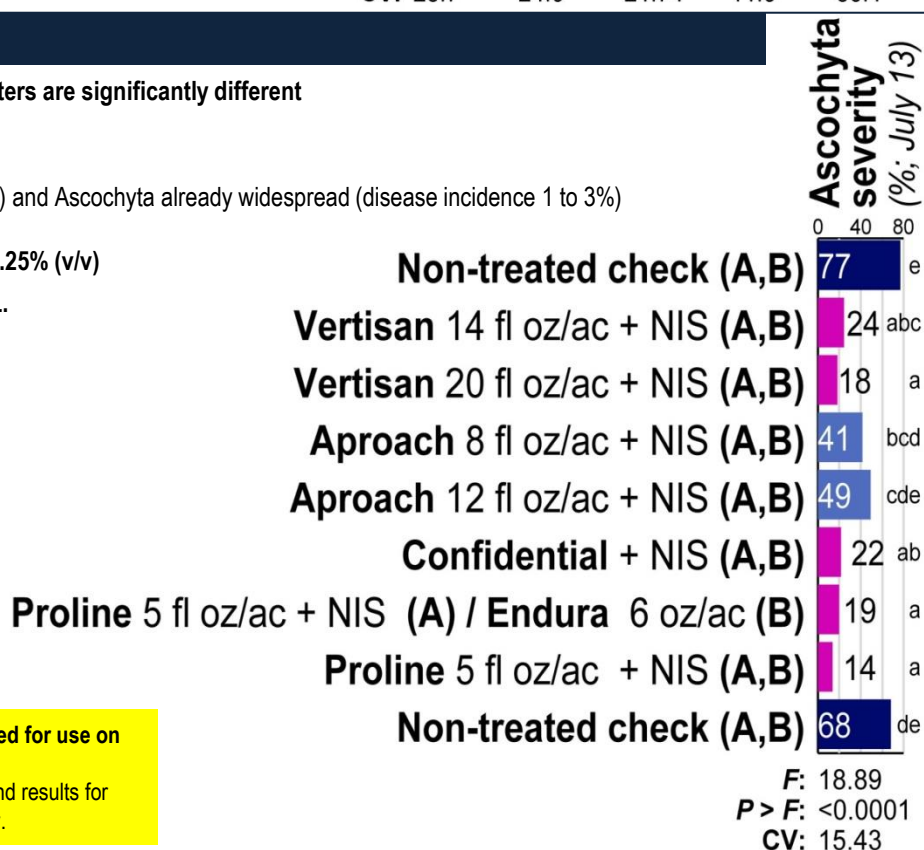 ters are significantly different
) and Ascochyta already widespread (disease incidence 1 to 3%)
.25% (v/v)
..
ed for use on
nd results for
.
Ascochyta
severity
(%; July 13)
0 40 80
Non-treated check (A,B) 77 e
Vertisan 14 fl oz/ac + NIS (A,B) 24 abc
Vertisan 20 fl oz/ac + NIS (A,B) 18 a
Aproach 8 fl oz/ac + NIS (A,B) 41 bcd
Aproach 12 fl oz/ac + NIS (A,B) 49 cde
Confidential + NIS (A,B) 22 ab
Proline 5 fl oz/ac + NIS (A) / Endura 6 oz/ac (B) 19 a
Proline 5 fl oz/ac + NIS (A,B) 14 a
Non-treated check (A,B) 68 de
F: 18.89
P > F: <0.0001
CV: 15.43